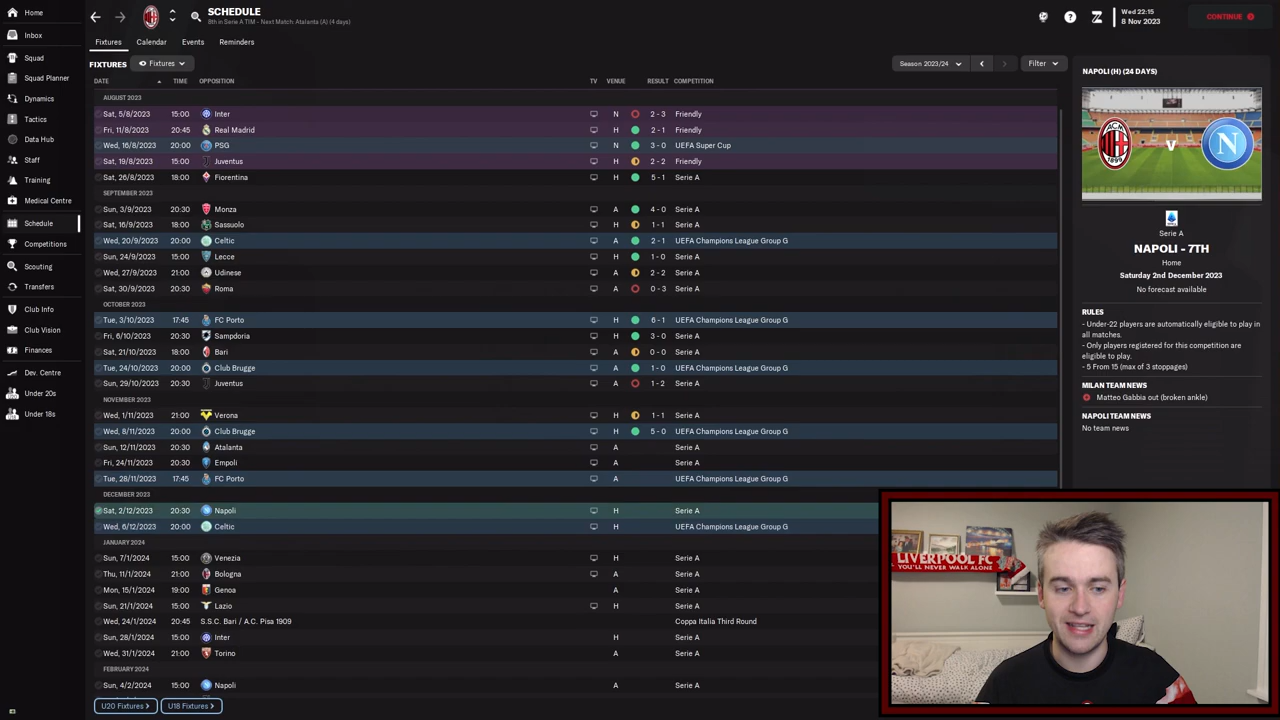 Home
Inbox
Squad
Squad Planner
Dynamics
Tactics
Data Hub
Staff
Training
Medical Centre
Schedule
Competitions
Scouting
Transfers
Club Info
Club Vision
Finances
Dev. Centre
Under 20s
Under 18s
SCHEDULE
8th in Serie A TIM - Next Match: Atalanta (A) (4 days)
Wed 22:15
8 Nov 2023
CONTINUE
Fixtures Calendar Events Reminders
FIXTURES Fixtures Season 2023/24 Filter
DATE TIME OPPOSITION TV VENUE RESULT COMPETITION
AUGUST 2023
Sat, 5/8/2023 15:00 Inter N 2 - 3 Friendly
Fri, 11/8/2023 20:45 Real Madrid H 2 - 1 Friendly
Wed, 16/8/2023 20:00 PSG N 3 - 0 UEFA Super Cup
Sat, 19/8/2023 15:00 Juventus H 2 - 2 Friendly
Sat, 26/8/2023 18:00 Fiorentina H 5 - 1 Serie A
SEPTEMBER 2023
Sun, 3/9/2023 20:30 Monza A 4 - 0 Serie A
Sat, 16/9/2023 18:00 Sassuolo H 1 - 1 Serie A
Wed, 20/9/2023 20:00 Celtic A 2 - 1 UEFA Champions League Group G
Sun, 24/9/2023 15:00 Lecce H 1 - 0 Serie A
Wed, 27/9/2023 21:00 Udinese A 2 - 2 Serie A
Sat, 30/9/2023 20:30 Roma A 0 - 3 Serie A
OCTOBER 2023
Tue, 3/10/2023 17:45 FC Porto H 6 - 1 UEFA Champions League Group G
Fri, 6/10/2023 20:30 Sampdoria H 3 - 0 Serie A
Sat, 21/10/2023 18:00 Bari A 0 - 0 Serie A
Tue, 24/10/2023 20:00 Club Brugge A 1 - 0 UEFA Champions League Group G
Sun, 29/10/2023 20:30 Juventus A 1 - 2 Serie A
NOVEMBER 2023
Wed, 1/11/2023 21:00 Verona H 1 - 1 Serie A
Wed, 8/11/2023 20:00 Club Brugge H 5 - 0 UEFA Champions League Group G
Sun, 12/11/2023 20:30 Atalanta A Serie A
Fri, 24/11/2023 20:30 Empoli A Serie A
Tue, 28/11/2023 17:45 FC Porto A UEFA Champions League Group G
DECEMBER 2023
Sat, 2/12/2023 20:30 Napoli H Serie A
Wed, 6/12/2023 20:00 Celtic H UEFA Champions League Group G
JANUARY 2024
Sun, 7/1/2024 15:00 Venezia H Serie A
Thu, 11/1/2024 21:00 Bologna A Serie A
Mon, 15/1/2024 19:00 Genoa A Serie A
Sun, 21/1/2024 15:00 Lazio H Serie A
Wed, 24/1/2024 20:45 S.S.C. Bari / A.C. Pisa 1909 Coppa Italia Third Round
Sun, 28/1/2024 15:00 Inter H Serie A
Wed, 31/1/2024 21:00 Torino A Serie A
FEBRUARY 2024
Sun, 4/2/2024 15:00 Napoli A Serie A
U20 Fixtures U18 Fixtures
NAPOLI (H) (24 DAYS)
ACM
1899
V
N
Serie A
NAPOLI - 7TH
Home
Saturday 2nd December 2023
No forecast available
RULES
- Under-22 players are automatically eligible to play in
all matches.
- Only players registered for this competition are
eligible to play.
- 5 From 15 (max of 3 stoppages)
MILAN TEAM NEWS
Matteo Gabbia out (broken ankle)
NAPOLI TEAM NEWS
No team news
LIVERPOOL FC
YOU'LL NEVER WALK ALONE